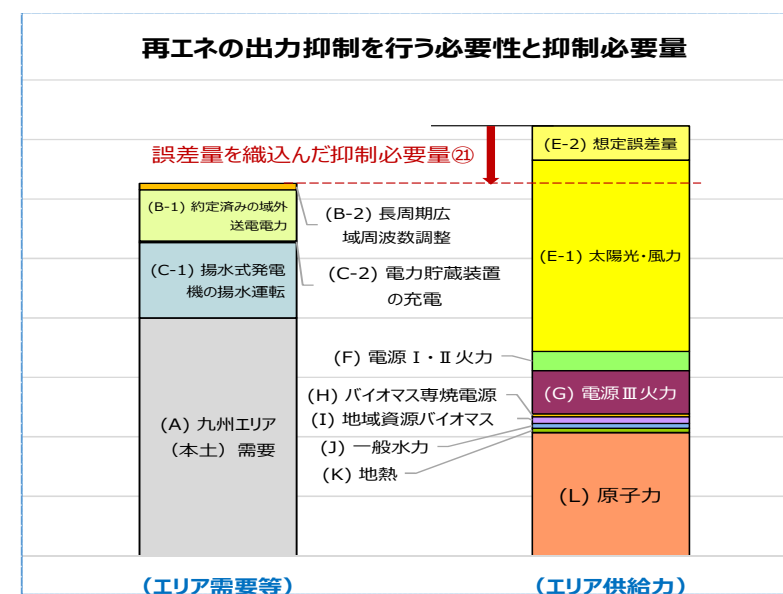 再エネの出力抑制を行う必要性と抑制必要量
誤差量を織込んだ抑制必要量㉑
(B-1) 約定済みの域外
送電電力
(B-2) 長周期広
域周波数調整
(C-1) 揚水式発電
機の揚水運転
(C-2) 電力貯蔵装置
の充電
(A) 九州エリア
(本土) 需要
(E-2) 想定誤差量
(E-1) 太陽光・風力
(F) 電源Ⅰ・Ⅱ火力
(G) 電源Ⅲ火力
(H) バイオマス専焼電源
(I) 地域資源バイオマス
(J) 一般水力
(K) 地熱
(L) 原子力
(エリア需要等)
(エリア供給力)